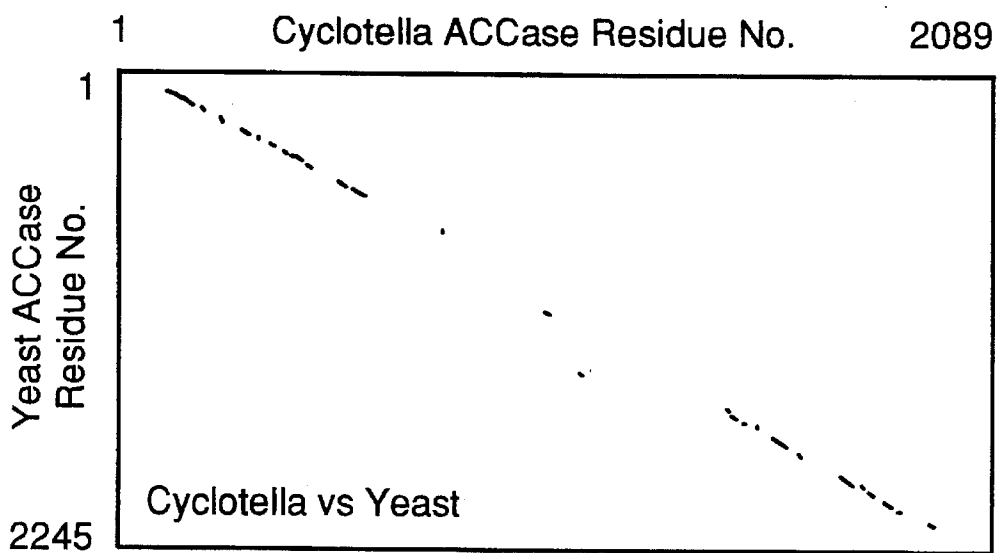 1 Cyclotella ACCase Residue No. 2089
1
Yeast ACCase
Residue No.
Cyclotella vs Yeast
2245